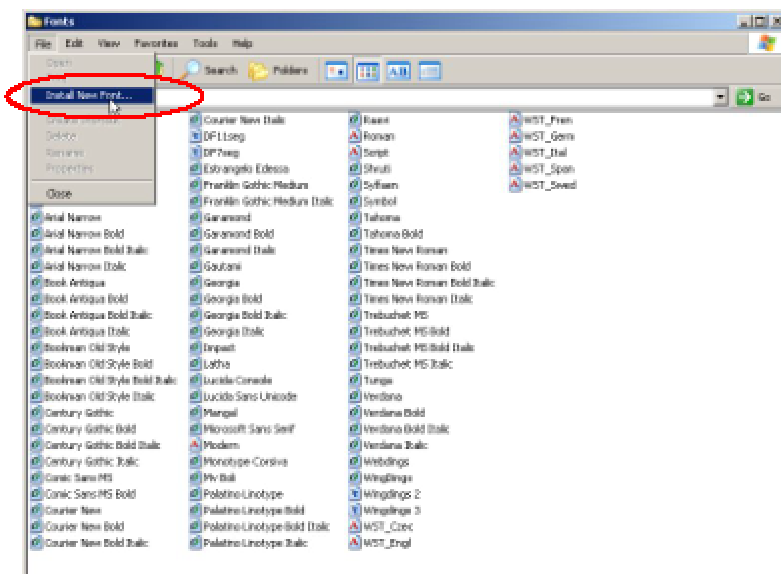 Fonts
File Edit View Favorites Tools Help
Open
Install New Font...
Create Shortcut
Delete
Rename
Properties
Close
Search Folders
Go
Arial Narrow
Arial Narrow Bold
Arial Narrow Bold Italic
Arial Narrow Italic
Book Antiqua
Book Antiqua Bold
Book Antiqua Bold Italic
Book Antiqua Italic
Bookman Old Style
Bookman Old Style Bold
Bookman Old Style Bold Italic
Bookman Old Style Italic
Century Gothic
Century Gothic Bold
Century Gothic Bold Italic
Century Gothic Italic
Comic Sans MS
Comic Sans MS Bold
Courier New
Courier New Bold
Courier New Bold Italic
Courier New Italic
DF11seg
DF7seg
Estrangelo Edessa
Franklin Gothic Medium
Franklin Gothic Medium Italic
Garamond
Garamond Bold
Garamond Italic
Gautami
Georgia
Georgia Bold
Georgia Bold Italic
Georgia Italic
Impact
Latha
Lucida Console
Lucida Sans Unicode
Mangal
Microsoft Sans Serif
Modern
Monotype Corsiva
Mv Boli
Palatino Linotype
Palatino Linotype Bold
Palatino Linotype Bold Italic
Palatino Linotype Italic
Raavi
Roman
Script
Shruti
Sylfaen
Symbol
Tahoma
Tahoma Bold
Times New Roman
Times New Roman Bold
Times New Roman Bold Italic
Times New Roman Italic
Trebuchet MS
Trebuchet MS Bold
Trebuchet MS Bold Italic
Trebuchet MS Italic
Tunga
Verdana
Verdana Bold
Verdana Bold Italic
Verdana Italic
Webdings
WingDings
Wingdings 2
Wingdings 3
WST_Czec
WST_Engl
WST_Fren
WST_Germ
WST_Ital
WST_Span
WST_Swed